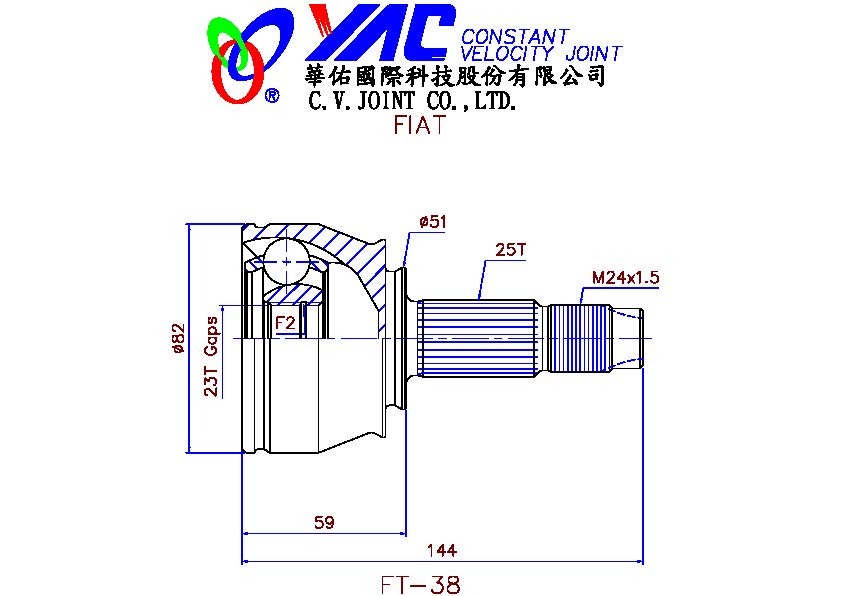 YAC CONSTANT
VELOCITY JOINT
華佑國際科技股份有限公司
®
C.V.JOINT CO.,LTD.
FIAT
ø51
25T
M24x1.5
F2
ø82
23T Gaps
59
144
FT-38